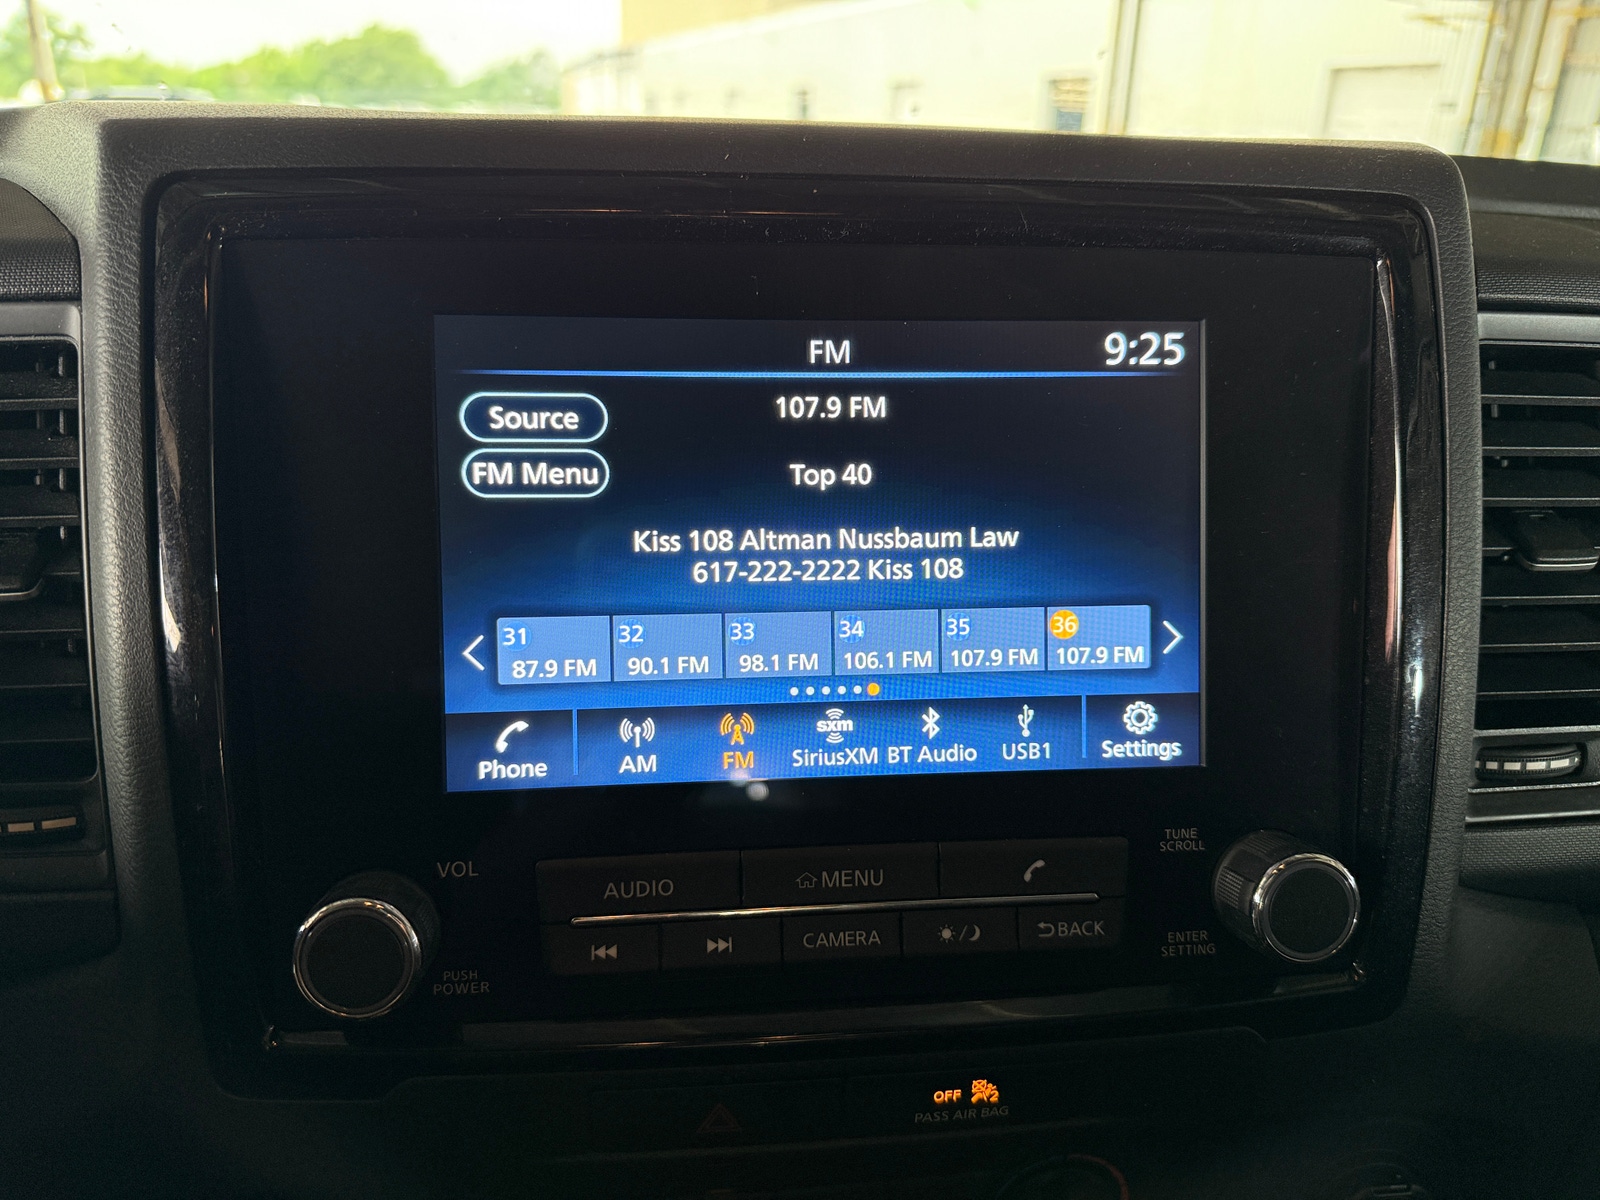 FM
9:25
Source
107.9 FM
FM Menu
Top 40
Kiss 108 Altman Nussbaum Law
617-222-2222 Kiss 108
31 32 33 34 35 36
87.9 FM 90.1 FM 98.1 FM 106.1 FM 107.9 FM 107.9 FM
sxm
Phone AM FM SiriusXM BT Audio USB1 Settings
VOL
TUNE
SCROLL
AUDIO MENU
CAMERA BACK
PUSH
POWER
ENTER
SETTING
OFF 2
PASS AIR BAG